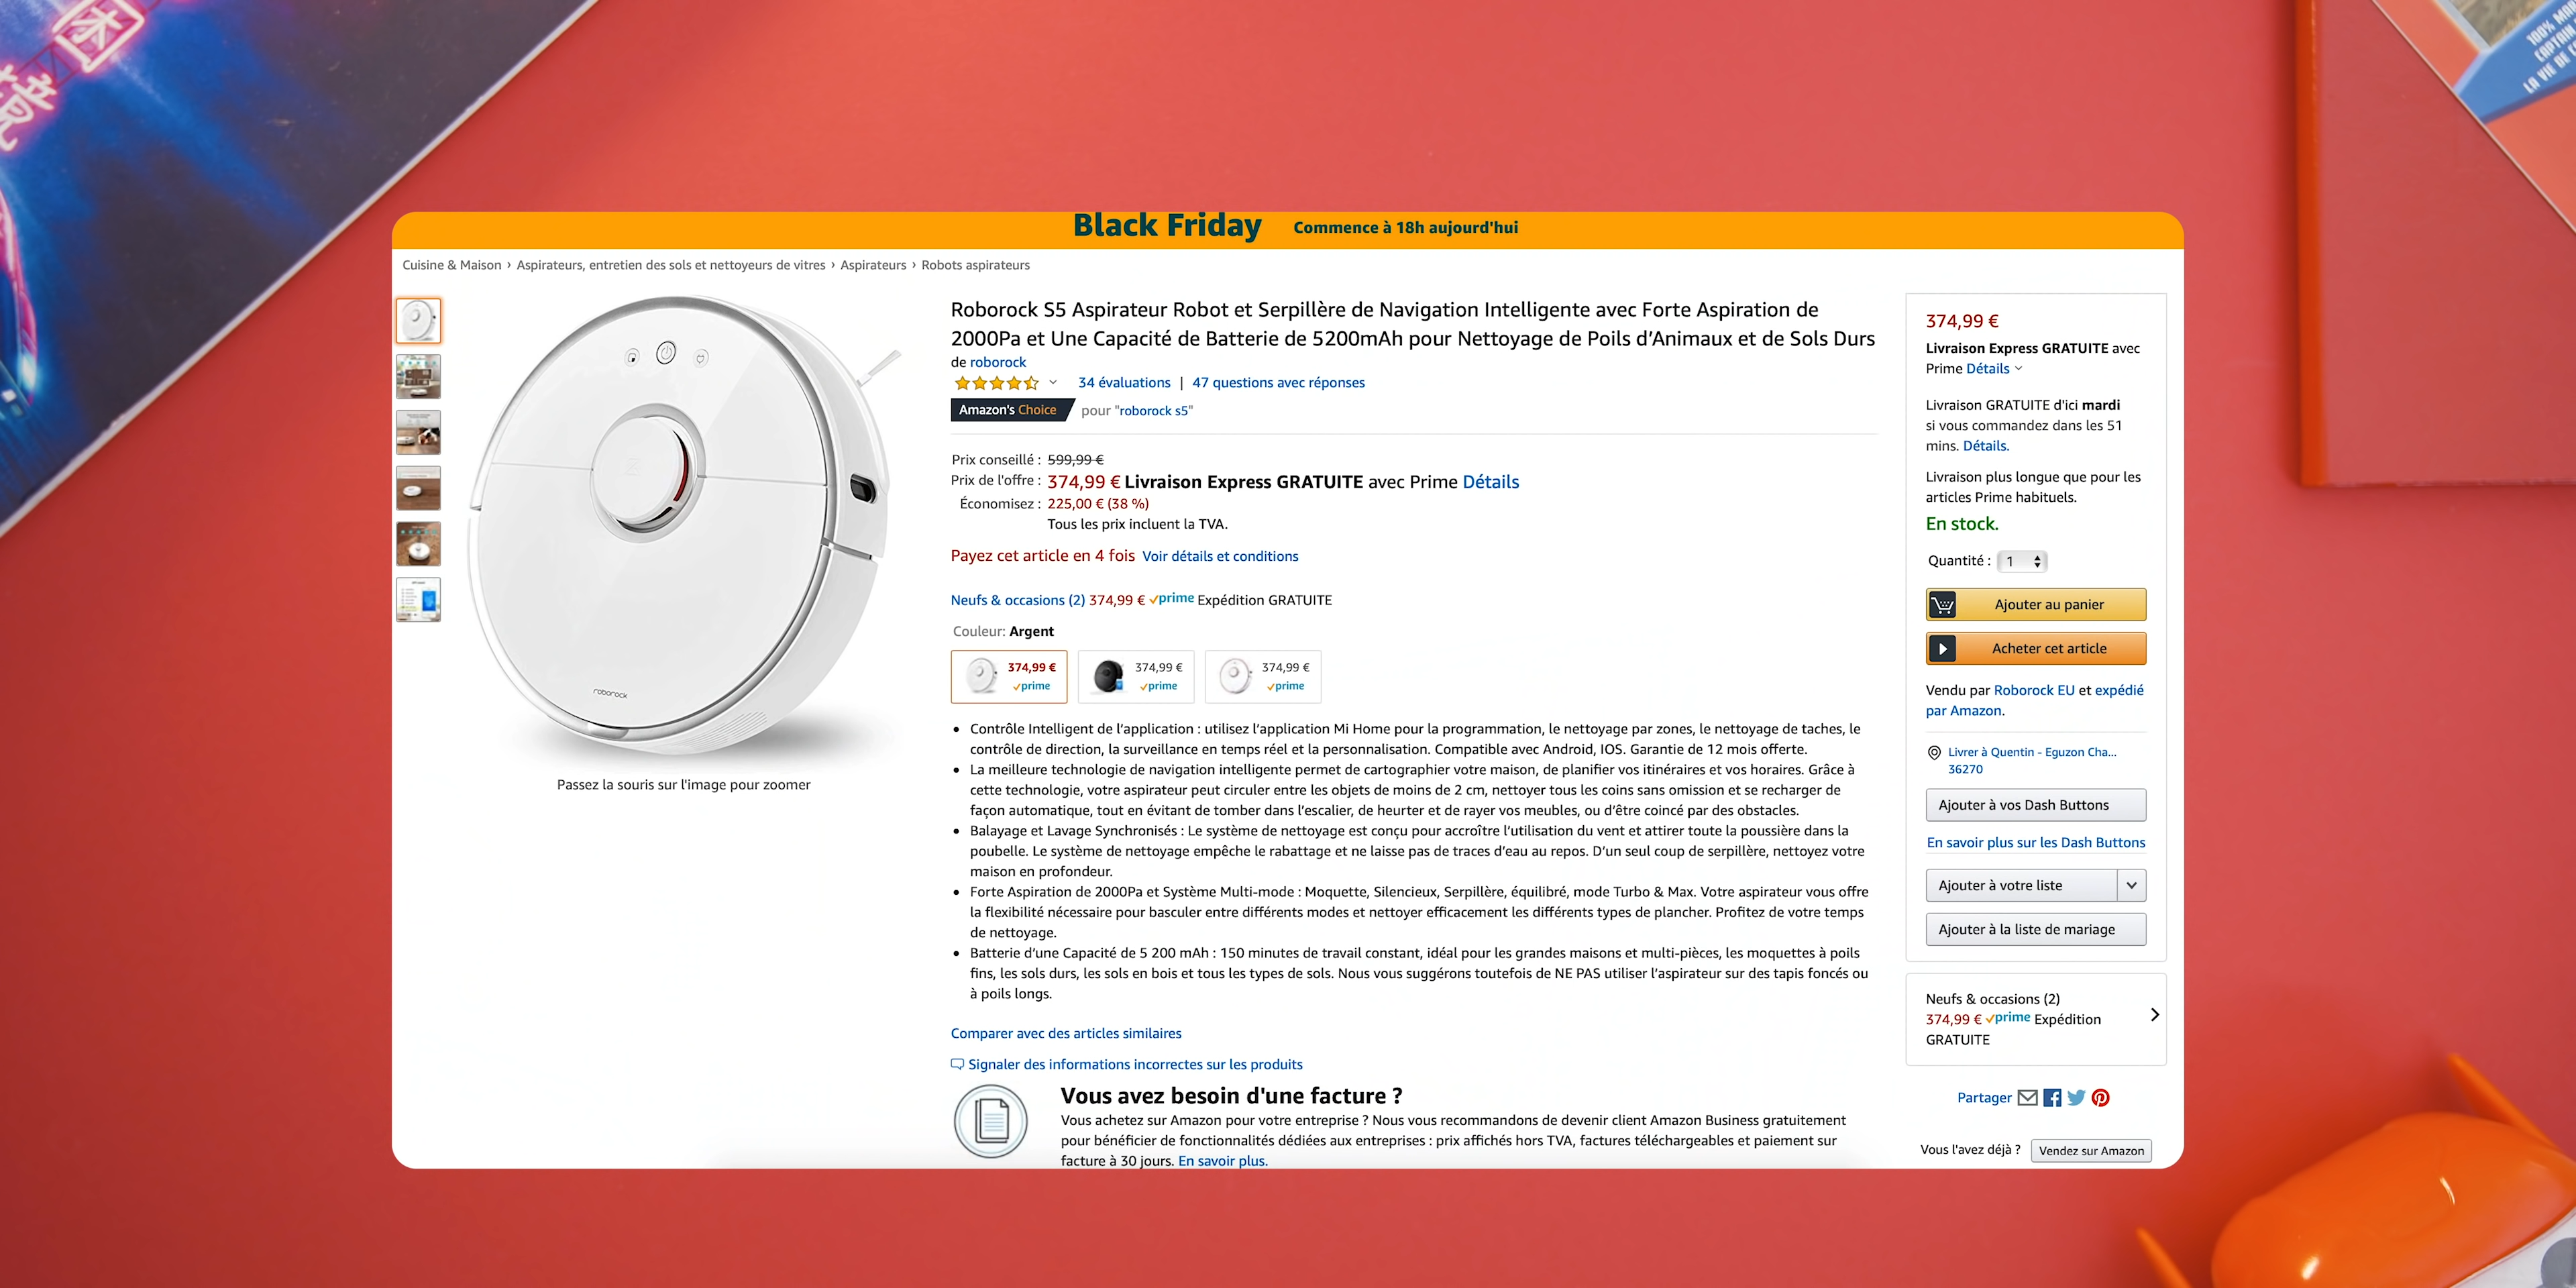 困
境
100% MAR
CAPTAIN
LA VIE DE
Black Friday Commence à 18h aujourd'hui
Cuisine & Maison › Aspirateurs, entretien des sols et nettoyeurs de vitres › Aspirateurs › Robots aspirateurs
roborock
Passez la souris sur l'image pour zoomer
Roborock S5 Aspirateur Robot et Serpillère de Navigation Intelligente avec Forte Aspiration de
2000Pa et Une Capacité de Batterie de 5200mAh pour Nettoyage de Poils d’Animaux et de Sols Durs
de roborock
34 évaluations | 47 questions avec réponses
Amazon's Choice pour "roborock s5"
Prix conseillé : 599,99 €
Prix de l'offre : 374,99 € Livraison Express GRATUITE avec Prime Détails
Économisez : 225,00 € (38 %)
Tous les prix incluent la TVA.
Payez cet article en 4 fois Voir détails et conditions
Neufs & occasions (2) 374,99 € prime Expédition GRATUITE
Couleur: Argent
374,99 € 374,99 € 374,99 €
prime prime prime
Contrôle Intelligent de l’application : utilisez l’application Mi Home pour la programmation, le nettoyage par zones, le nettoyage de taches, le
contrôle de direction, la surveillance en temps réel et la personnalisation. Compatible avec Android, IOS. Garantie de 12 mois offerte.
La meilleure technologie de navigation intelligente permet de cartographier votre maison, de planifier vos itinéraires et vos horaires. Grâce à
cette technologie, votre aspirateur peut circuler entre les objets de moins de 2 cm, nettoyer tous les coins sans omission et se recharger de
façon automatique, tout en évitant de tomber dans l’escalier, de heurter et de rayer vos meubles, ou d’être coincé par des obstacles.
Balayage et Lavage Synchronisés : Le système de nettoyage est conçu pour accroître l’utilisation du vent et attirer toute la poussière dans la
poubelle. Le système de nettoyage empêche le rabattage et ne laisse pas de traces d’eau au repos. D’un seul coup de serpillère, nettoyez votre
maison en profondeur.
Forte Aspiration de 2000Pa et Système Multi-mode : Moquette, Silencieux, Serpillère, équilibré, mode Turbo & Max. Votre aspirateur vous offre
la flexibilité nécessaire pour basculer entre différents modes et nettoyer efficacement les différents types de plancher. Profitez de votre temps
de nettoyage.
Batterie d’une Capacité de 5 200 mAh : 150 minutes de travail constant, idéal pour les grandes maisons et multi-pièces, les moquettes à poils
fins, les sols durs, les sols en bois et tous les types de sols. Nous vous suggérons toutefois de NE PAS utiliser l’aspirateur sur des tapis foncés ou
à poils longs.
Comparer avec des articles similaires
Signaler des informations incorrectes sur les produits
Vous avez besoin d'une facture ?
Vous achetez sur Amazon pour votre entreprise ? Nous vous recommandons de devenir client Amazon Business gratuitement
pour bénéficier de fonctionnalités dédiées aux entreprises : prix affichés hors TVA, factures téléchargeables et paiement sur
facture à 30 jours. En savoir plus.
374,99 €
Livraison Express GRATUITE avec
Prime Détails
Livraison GRATUITE d'ici mardi
si vous commandez dans les 51
mins. Détails.
Livraison plus longue que pour les
articles Prime habituels.
En stock.
Quantité : 1
Ajouter au panier
Acheter cet article
Vendu par Roborock EU et expédié
par Amazon.
Livrer à Quentin - Eguzon Cha...
36270
Ajouter à vos Dash Buttons
En savoir plus sur les Dash Buttons
Ajouter à votre liste
Ajouter à la liste de mariage
Neufs & occasions (2)
374,99 € prime Expédition
GRATUITE
Partager
Vous l'avez déjà ? Vendez sur Amazon